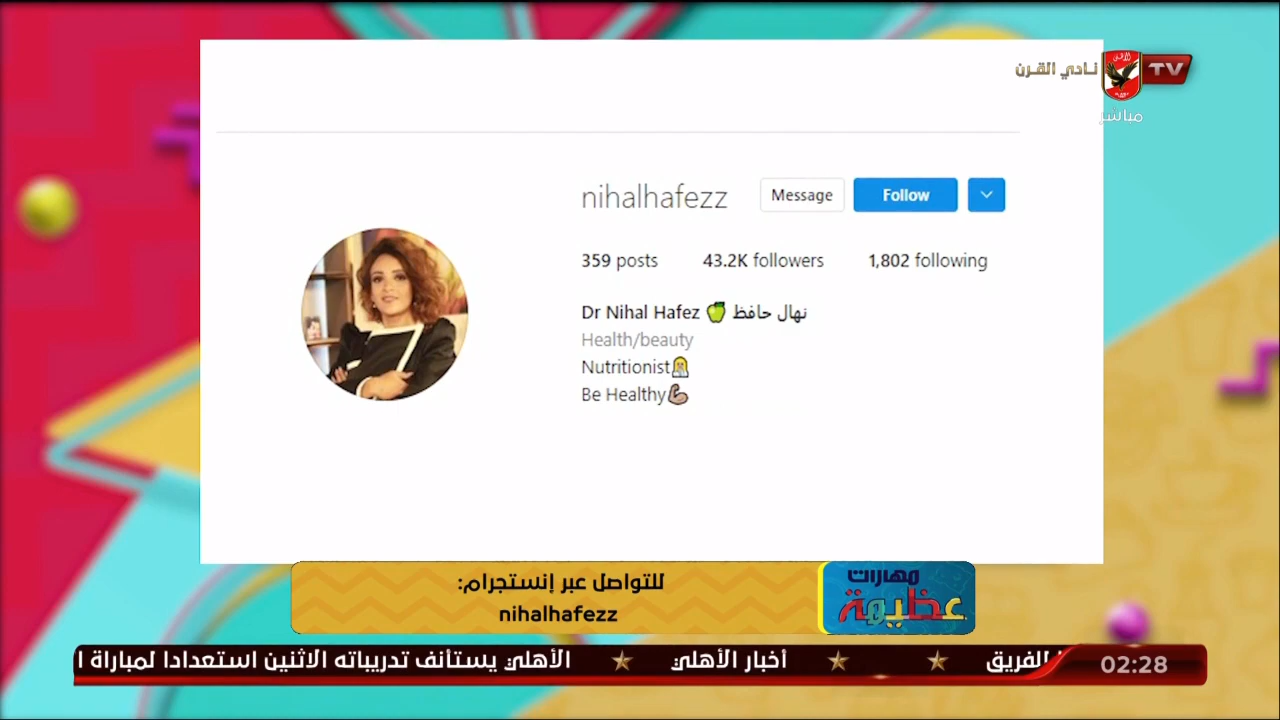 نادي القرن
TV
مباشر
nihalhafezz
Message
Follow
359 posts
43.2K followers
1,802 following
Dr Nihal Hafez 🍏 نهال حافظ
Health/beauty
Nutritionist
Be Healthy💪
للتواصل عبر إنستجرام:
nihalhafezz
مهارات
عظيمة
الفريق
أخبار الأهلي
الأهلي يستأنف تدريباته الاثنين استعدادا لمباراة ا
02:28